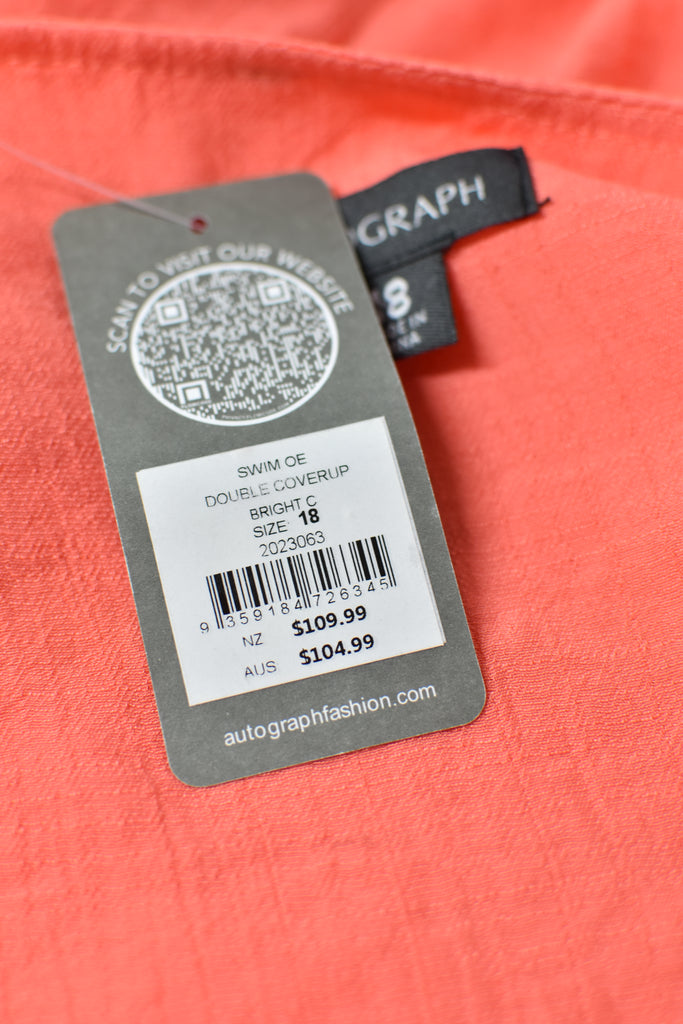 GRAPH
8
SCAN TO VISIT OUR WEBSITE
SWIM OE
DOUBLE COVERUP
BRIGHT C
SIZE 18
2023063
9 359184 726345
NZ $109.99
AUS $104.99
autographfashion.com